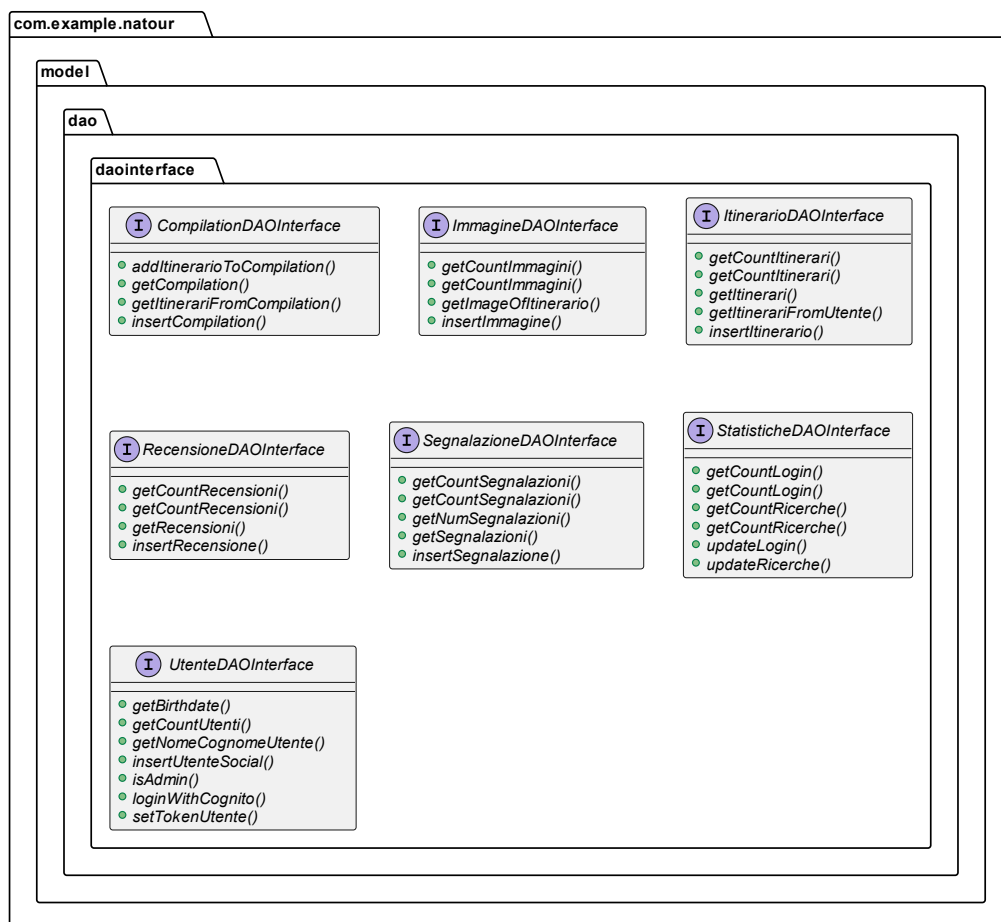 com.example.natour
model
dao
daointerface
I CompilationDAOInterface
addItinerarioToCompilation()
getCompilation()
getItinerariFromCompilation()
insertCompilation()
I ImmagineDAOInterface
getCountImmagini()
getCountImmagini()
getImageOfItinerario()
insertImmagine()
I ItinerarioDAOInterface
getCountItinerari()
getCountItinerari()
getItinerari()
getItinerariFromUtente()
insertItinerario()
I RecensioneDAOInterface
getCountRecensioni()
getCountRecensioni()
getRecensioni()
insertRecensione()
I SegnalazioneDAOInterface
getCountSegnalazioni()
getCountSegnalazioni()
getNumSegnalazioni()
getSegnalazioni()
insertSegnalazione()
I StatisticheDAOInterface
getCountLogin()
getCountLogin()
getCountRicerche()
getCountRicerche()
updateLogin()
updateRicerche()
I UtenteDAOInterface
getBirthdate()
getCountUtenti()
getNomeCognomeUtente()
insertUtenteSocial()
isAdmin()
loginWithCognito()
setTokenUtente()